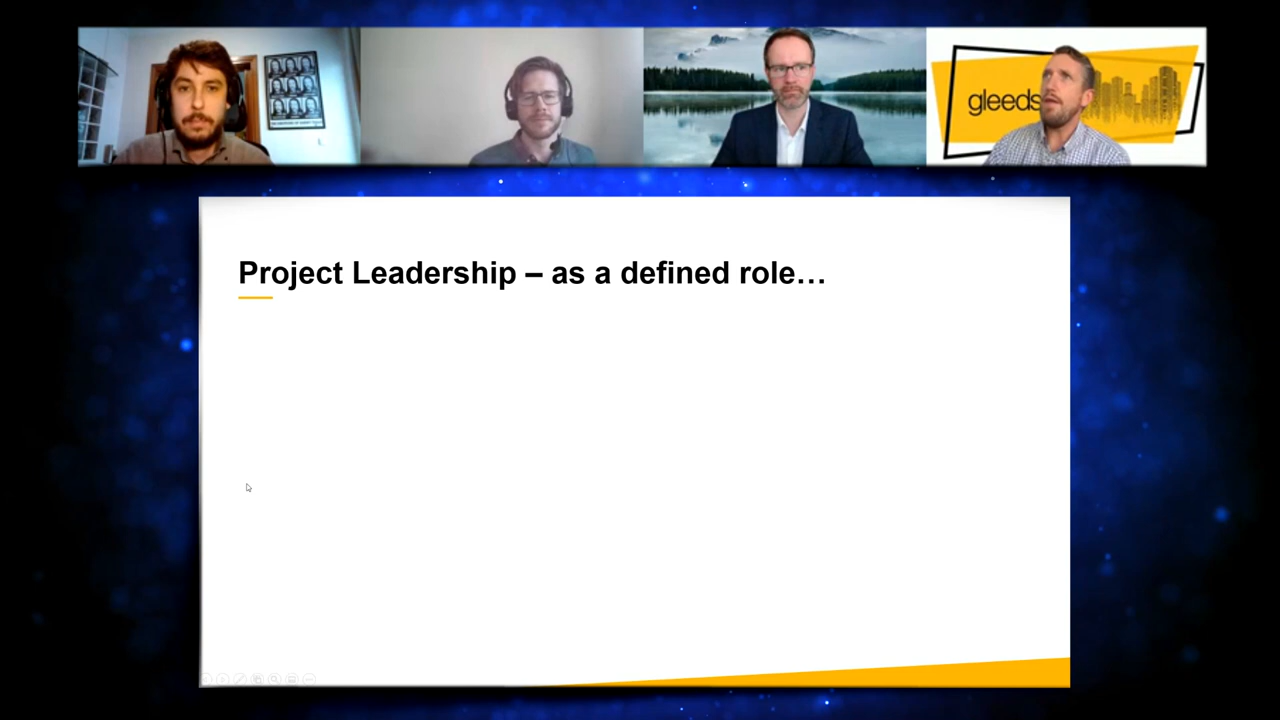 gleeds
Project Leadership – as a defined role…